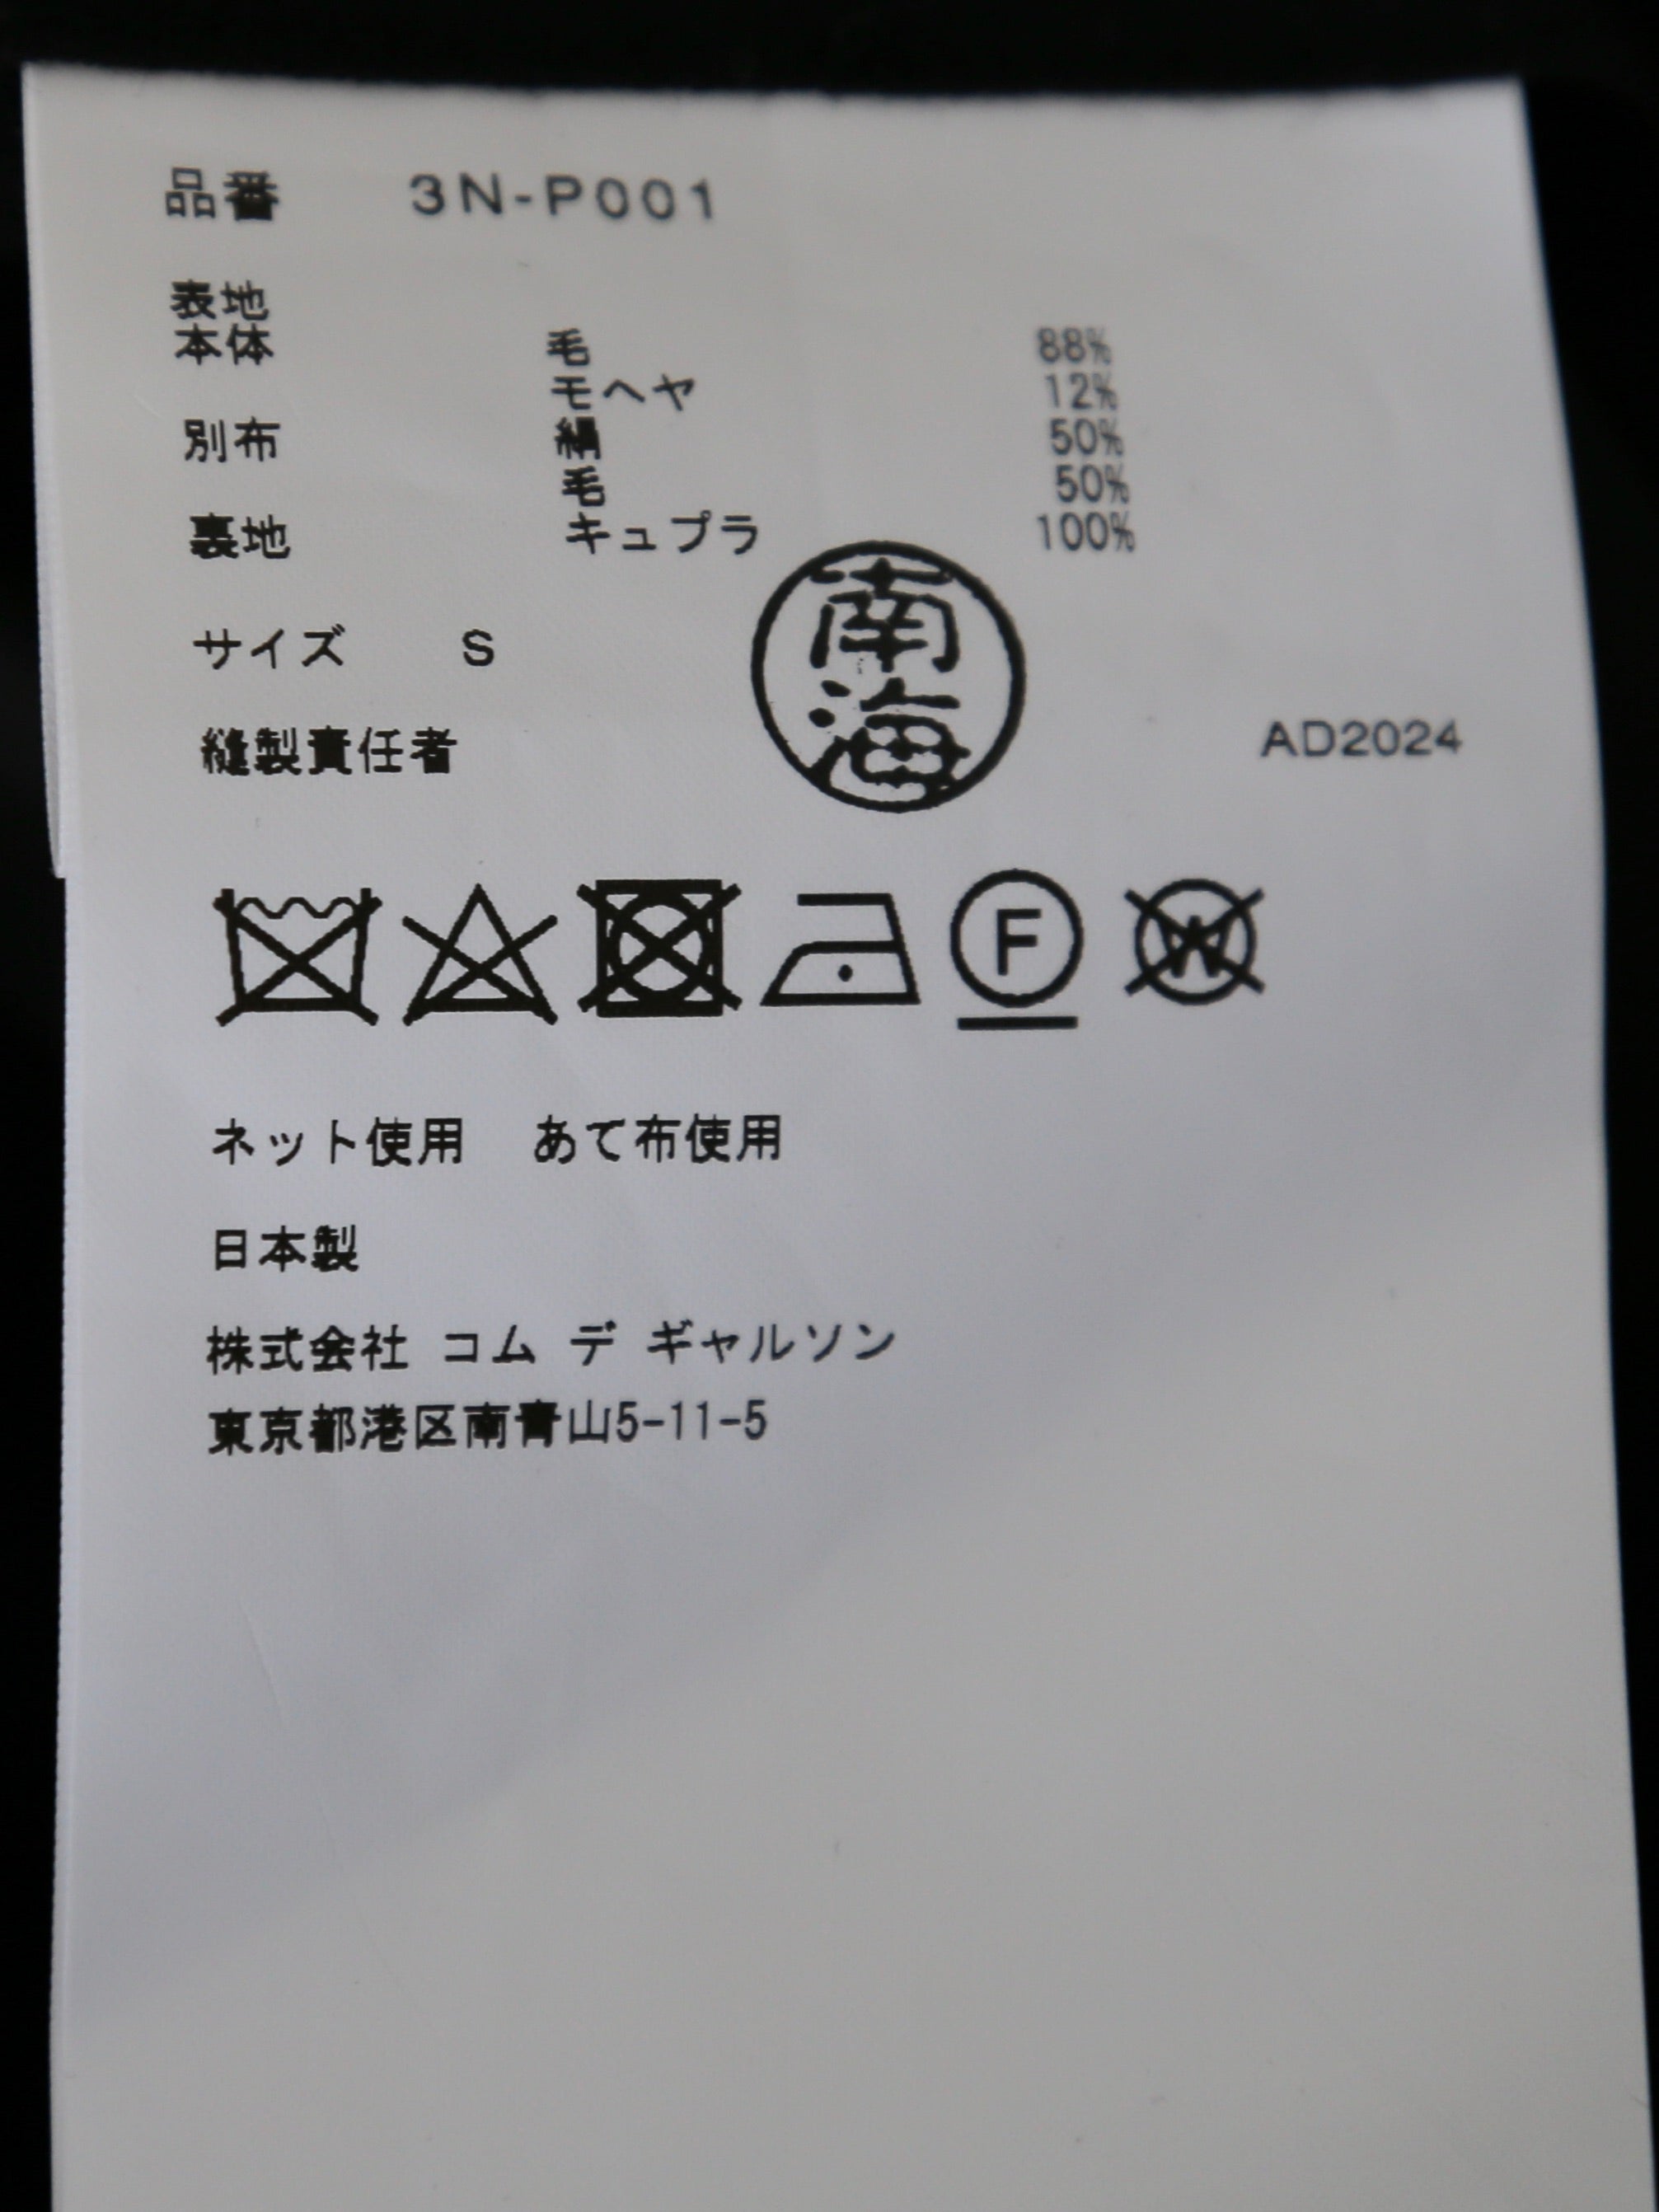 品番 3N-P001
表地
本体 毛 88%
モヘヤ 12%
別布 絹 50%
毛 50%
裏地 キュプラ 100%
サイズ S
南海
縫製責任者 AD2024
F W
ネット使用 あて布使用
日本製
株式会社 コム デ ギャルソン
東京都港区南青山5-11-5